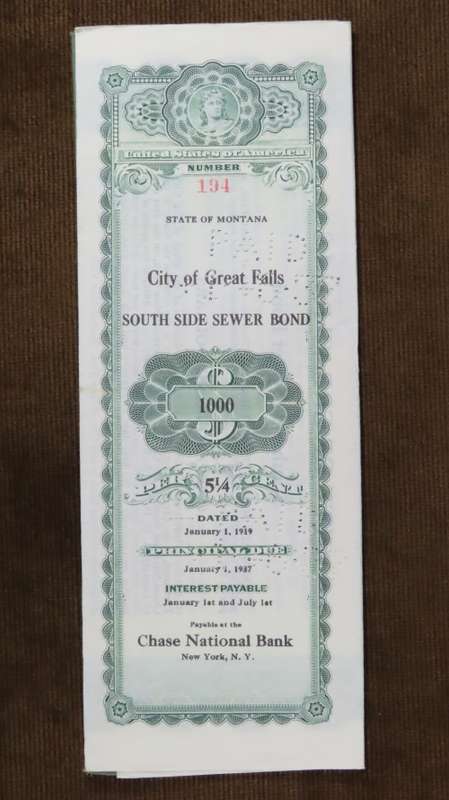 United States of America
NUMBER
194
STATE OF MONTANA
PAID
City of Great Falls
SOUTH SIDE SEWER BOND
$
1000
PER 5¼ CENT
DATED
January 1, 1919
PRINCIPAL DUE
January 1, 1937
INTEREST PAYABLE
January 1st and July 1st
Payable at the
Chase National Bank
New York, N. Y.